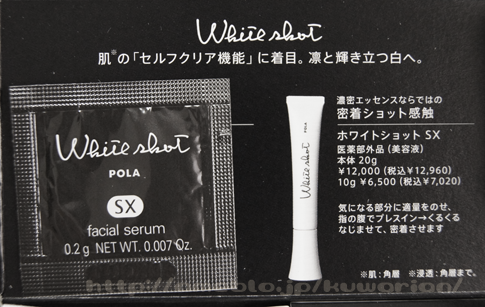 White shot
肌※の「セルフクリア機能」に着目。凛と輝き立つ白へ。
White shot
POLA
SX
facial serum
0.2 g NET WT. 0.007 Oz.
White shot POLA
濃密エッセンスならではの
密着ショット感触
ホワイトショット SX
医薬部外品（美容液）
本体 20g
¥12,000（税込¥12,960）
10g ¥6,500（税込¥7,020）
気になる部分に適量をのせ、
指の腹でプレスイン→くるくる
なじませて、密着させます
※肌：角層　※浸透：角層まで。